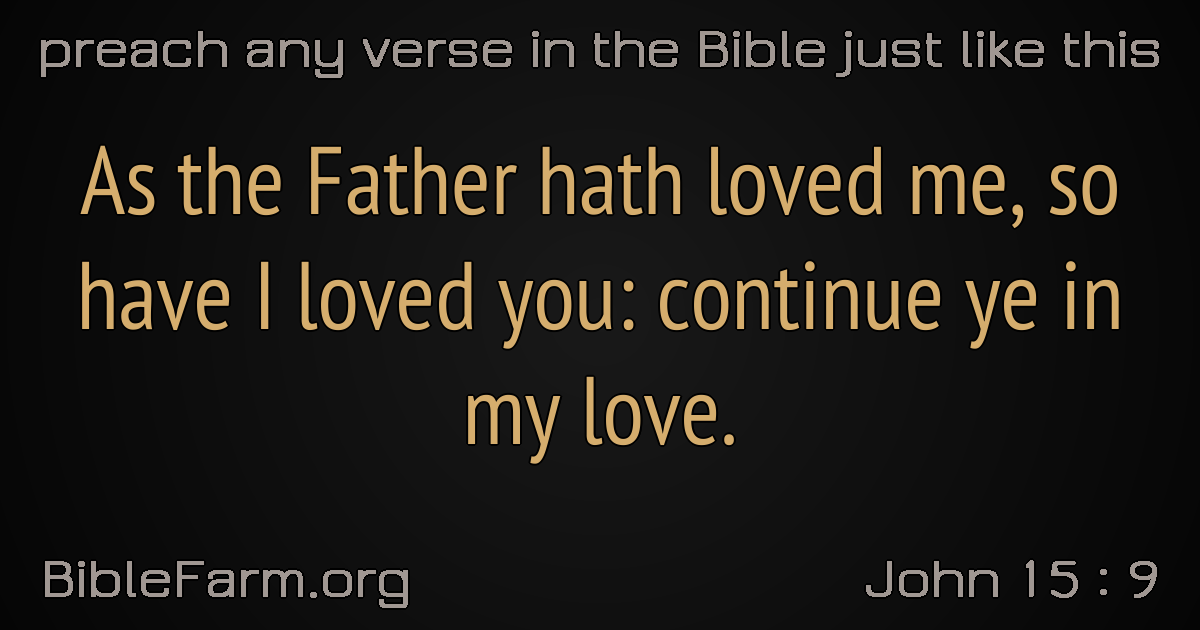 preach any verse in the Bible just like this
As the Father hath loved me, so
have I loved you: continue ye in
my love.
BibleFarm.org
John 15 : 9